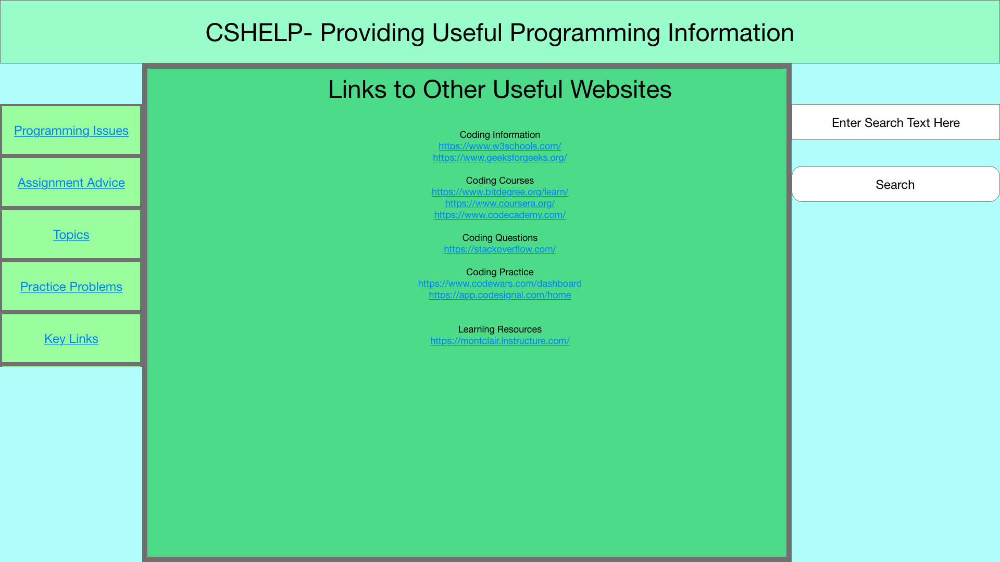 CSHELP- Providing Useful Programming Information
Links to Other Useful Websites
Programming Issues
Assignment Advice
Topics
Practice Problems
Key Links
Coding Information
https://www.w3schools.com/
https://www.geeksforgeeks.org/
Coding Courses
https://www.bitdegree.org/learn/
https://www.coursera.org/
https://www.codecademy.com/
Coding Questions
https://stackoverflow.com/
Coding Practice
https://www.codewars.com/dashboard
https://app.codesignal.com/home
Learning Resources
https://montclair.instructure.com/
Enter Search Text Here
Search